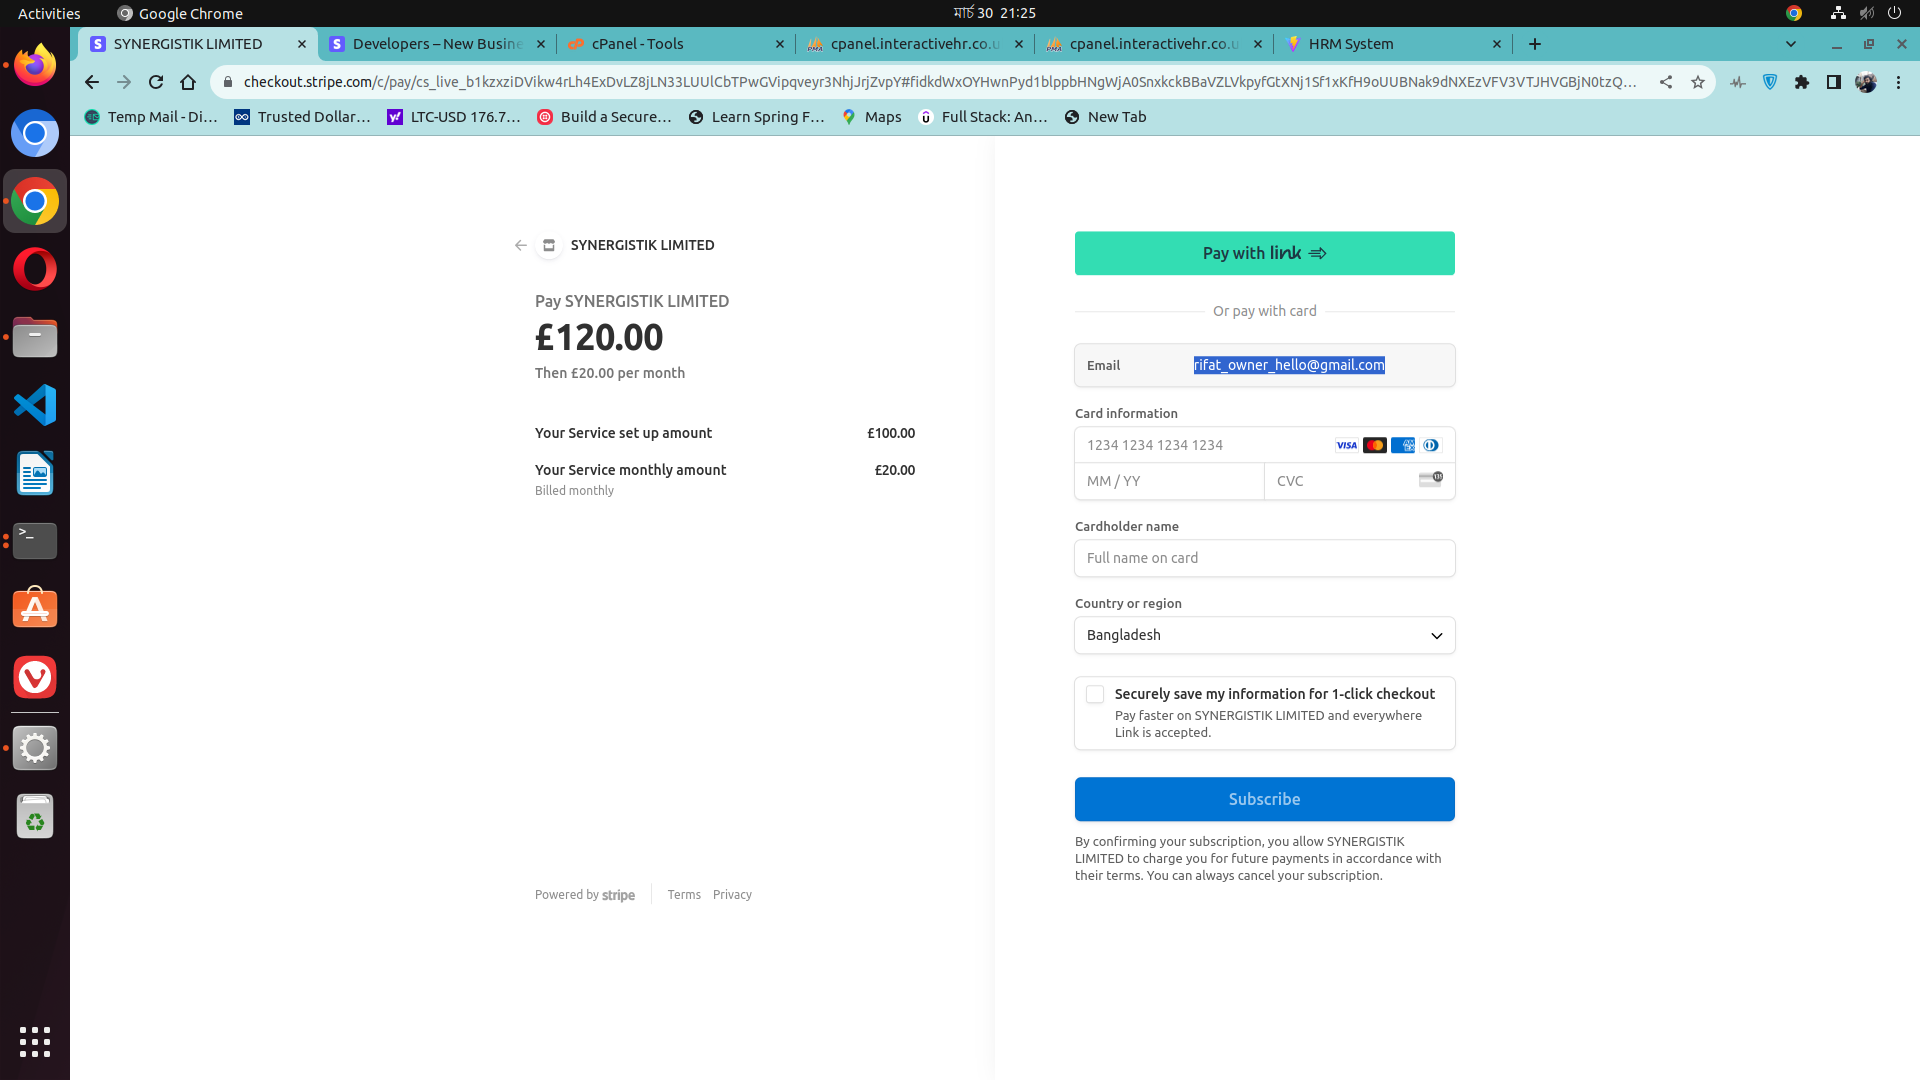 Activities
Google Chrome
মার্চ 30 21:25
SYNERGISTIK LIMITED
Developers – New Busine
cPanel - Tools
cpanel.interactivehr.co.u
cpanel.interactivehr.co.u
HRM System
checkout.stripe.com/c/pay/cs_live_b1kzxziDVikw4rLh4ExDvLZ8jLN33LUUlCbTPwGVipqveyr3NhjJrjZvpY#fidkdWxOYHwnPyd1blppbHNgWjA0SnxkckBBaVZLVkpyfGtXNj1Sf1xKfH9oUUBNak9dNXEzVFV3VTJHVGBjN0tzQ...
Temp Mail - Di...
Trusted Dollar...
LTC-USD 176.7...
Build a Secure...
Learn Spring F...
Maps
Full Stack: An...
New Tab
SYNERGISTIK LIMITED
Pay SYNERGISTIK LIMITED
£120.00
Then £20.00 per month
Your Service set up amount £100.00
Your Service monthly amount £20.00
Billed monthly
Powered by stripe
Terms Privacy
Pay with link
Or pay with card
Email rifat_owner_hello@gmail.com
Card information
1234 1234 1234 1234
VISA
MM / YY
CVC
Cardholder name
Full name on card
Country or region
Bangladesh
Securely save my information for 1-click checkout
Pay faster on SYNERGISTIK LIMITED and everywhere
Link is accepted.
Subscribe
By confirming your subscription, you allow SYNERGISTIK
LIMITED to charge you for future payments in accordance with
their terms. You can always cancel your subscription.